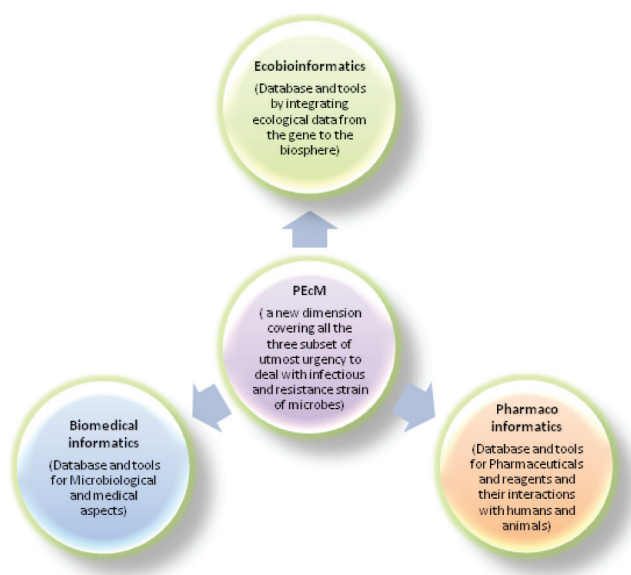 Ecobioinformatics
(Database and tools
by integrating
ecological data from
the gene to the
biosphere)
PEcM
( a new dimension
covering all the
three subset of
utmost urgency to
deal with infectious
and resistance strain
of microbes)
Biomedical
informatics
(Database and tools
for Microbiological
and medical
aspects)
Pharmaco
informatics
(Database and tools
for Pharmaceuticals
and reagents and
their interactions
with humans and
animals)